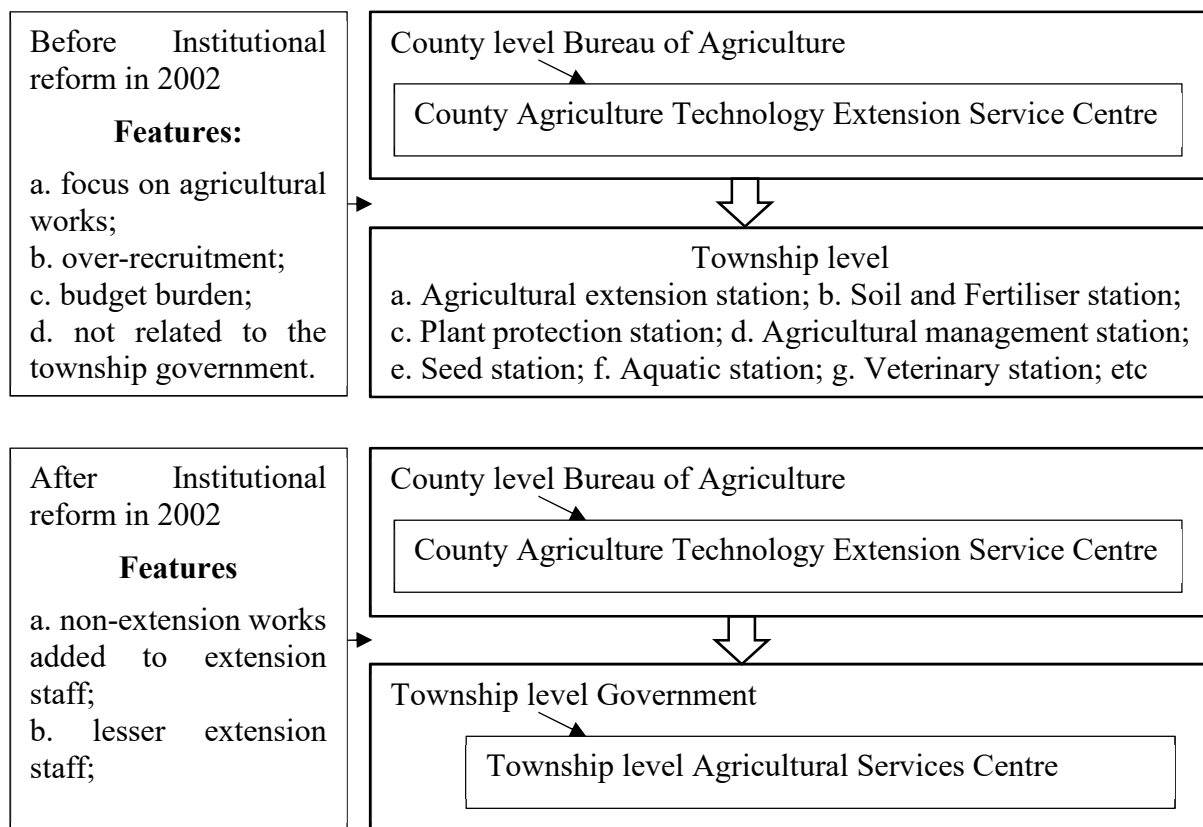 Before Institutional
reform in 2002
Features:
a. focus on agricultural
works;
b. over-recruitment;
c. budget burden;
d. not related to the
township government.
County level Bureau of Agriculture
County Agriculture Technology Extension Service Centre
Township level
a. Agricultural extension station; b. Soil and Fertiliser station;
c. Plant protection station; d. Agricultural management station;
e. Seed station; f. Aquatic station; g. Veterinary station; etc
After Institutional
reform in 2002
Features
a. non-extension works
added to extension
staff;
b. lesser extension
staff;
County level Bureau of Agriculture
County Agriculture Technology Extension Service Centre
Township level Government
Township level Agricultural Services Centre